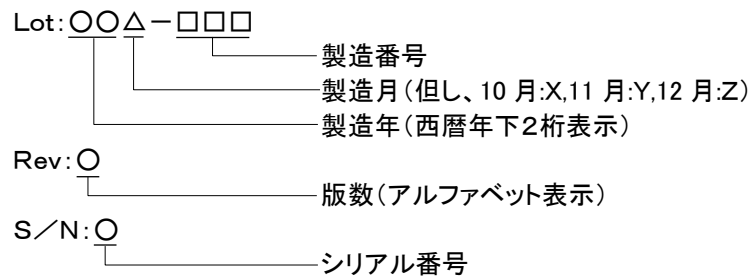 Lot:○○△－□□□
製造番号
製造月(但し、10 月:X,11 月:Y,12 月:Z)
製造年(西暦年下2桁表示)
Rev:○
版数(アルファベット表示)
S／N:○
シリアル番号